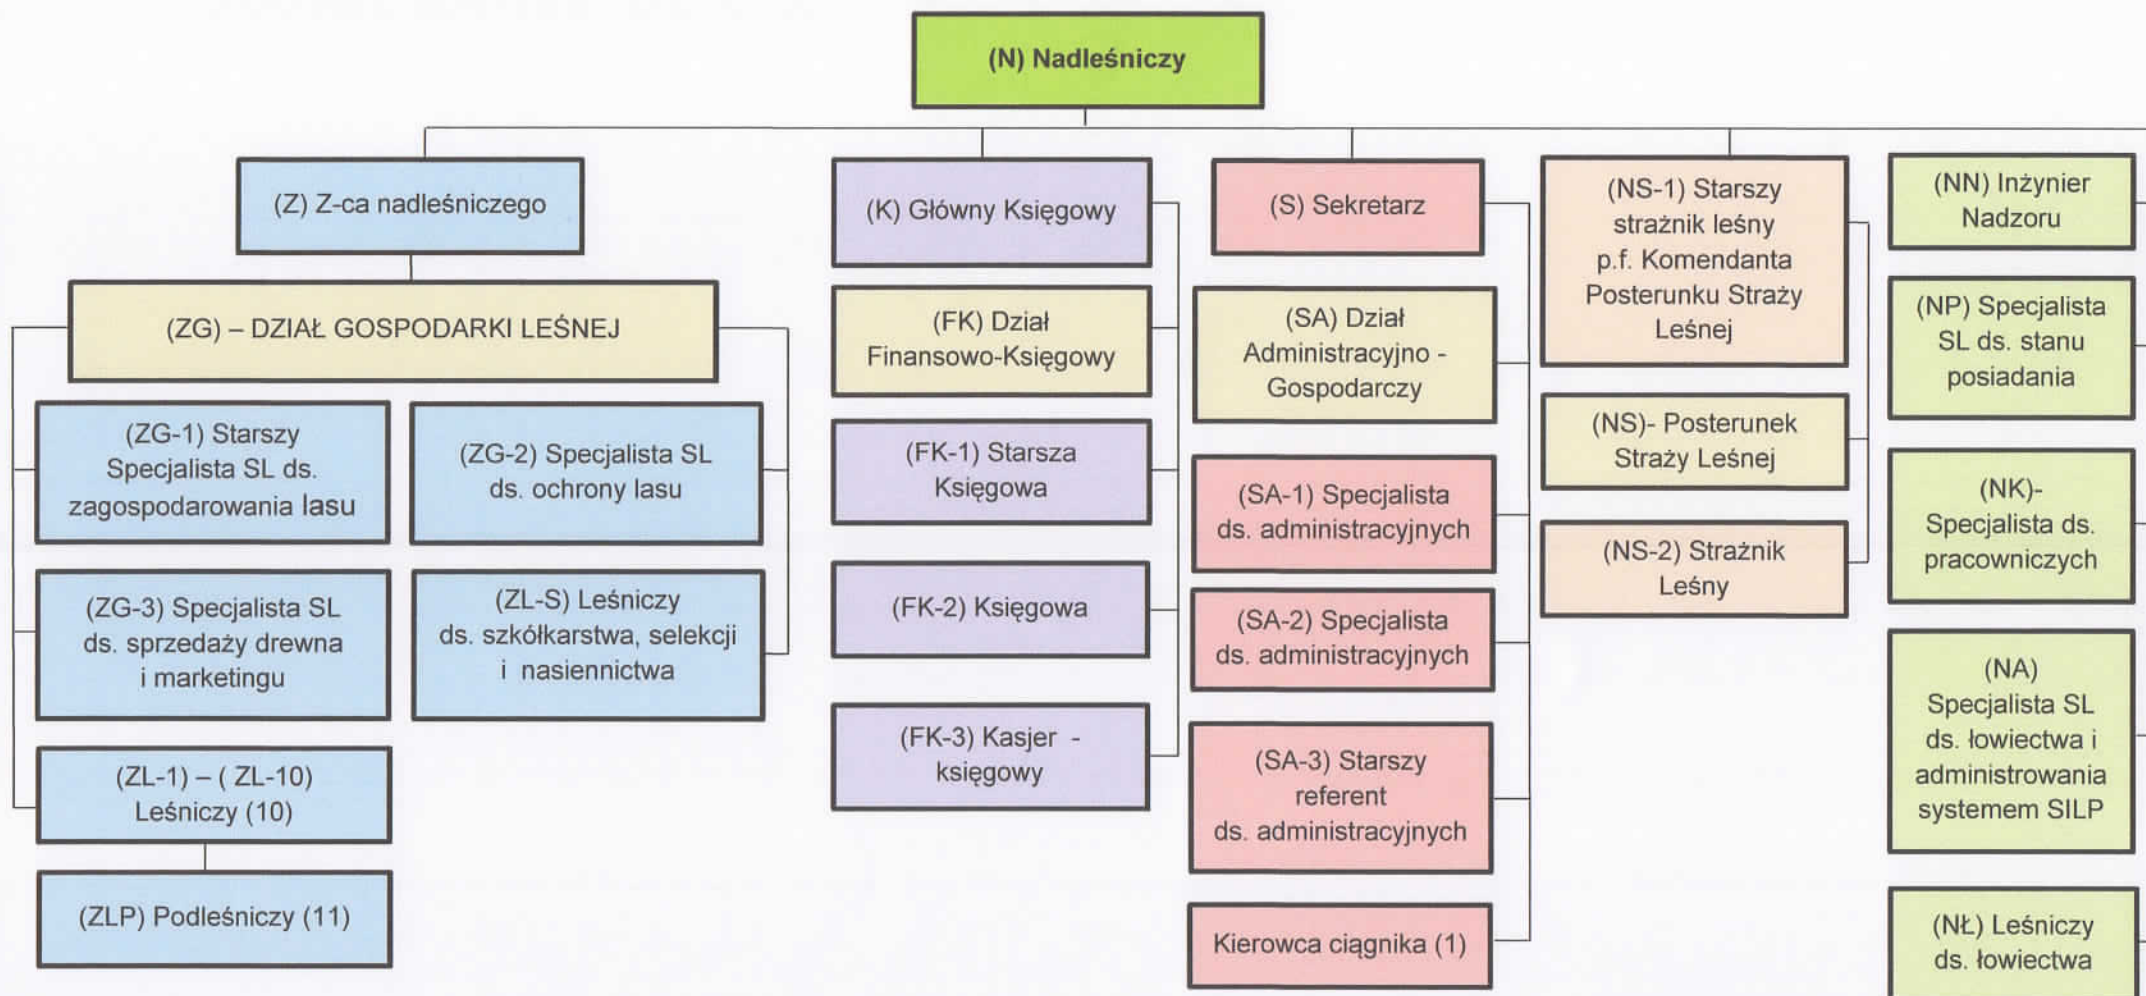 (N) Nadleśniczy
(Z) Z-ca nadleśniczego
(ZG) – DZIAŁ GOSPODARKI LEŚNEJ
(ZG-1) Starszy
Specjalista SL ds.
zagospodarowania lasu
(ZG-2) Specjalista SL
ds. ochrony lasu
(ZG-3) Specjalista SL
ds. sprzedaży drewna
i marketingu
(ZL-S) Leśniczy
ds. szkółkarstwa, selekcji
i nasiennictwa
(ZL-1) – ( ZL-10)
Leśniczy (10)
(ZLP) Podleśniczy (11)
(K) Główny Księgowy
(FK) Dział
Finansowo-Księgowy
(FK-1) Starsza
Księgowa
(FK-2) Księgowa
(FK-3) Kasjer -
księgowy
(S) Sekretarz
(SA) Dział
Administracyjno -
Gospodarczy
(SA-1) Specjalista
ds. administracyjnych
(SA-2) Specjalista
ds. administracyjnych
(SA-3) Starszy
referent
ds. administracyjnych
Kierowca ciągnika (1)
(NS-1) Starszy
strażnik leśny
p.f. Komendanta
Posterunku Straży
Leśnej
(NS)- Posterunek
Straży Leśnej
(NS-2) Strażnik
Leśny
(NN) Inżynier
Nadzoru
(NP) Specjalista
SL ds. stanu
posiadania
(NK)-
Specjalista ds.
pracowniczych
(NA)
Specjalista SL
ds. łowiectwa i
administrowania
systemem SILP
(NŁ) Leśniczy
ds. łowiectwa